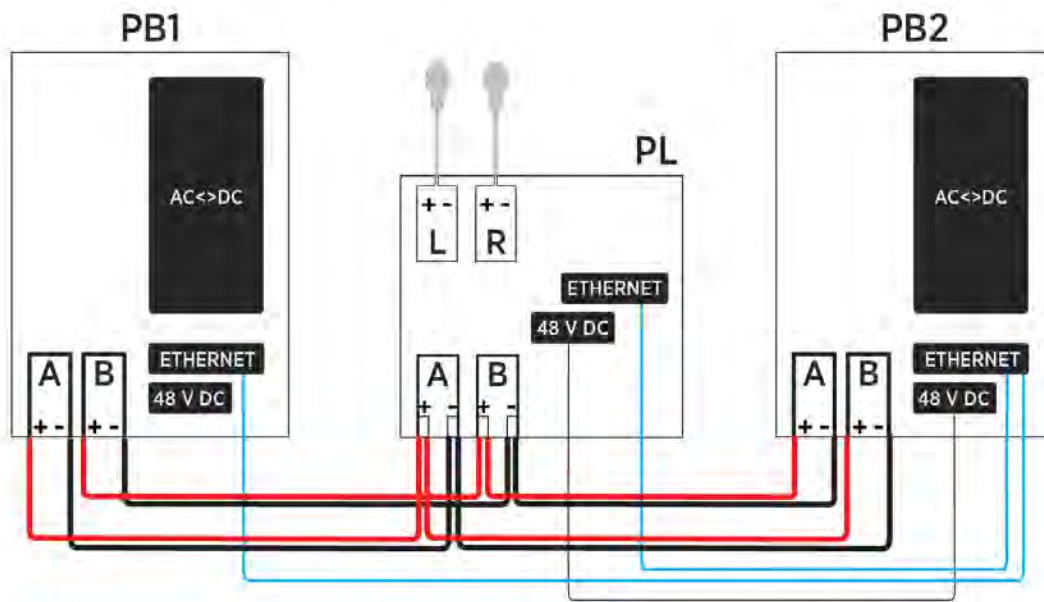 PB1
AC<>DC
A B
+ - + -
ETHERNET
48 V DC
PL
+ - + -
L R
ETHERNET
48 V DC
A B
+ - + -
PB2
AC<>DC
A B
+ - + -
ETHERNET
48 V DC